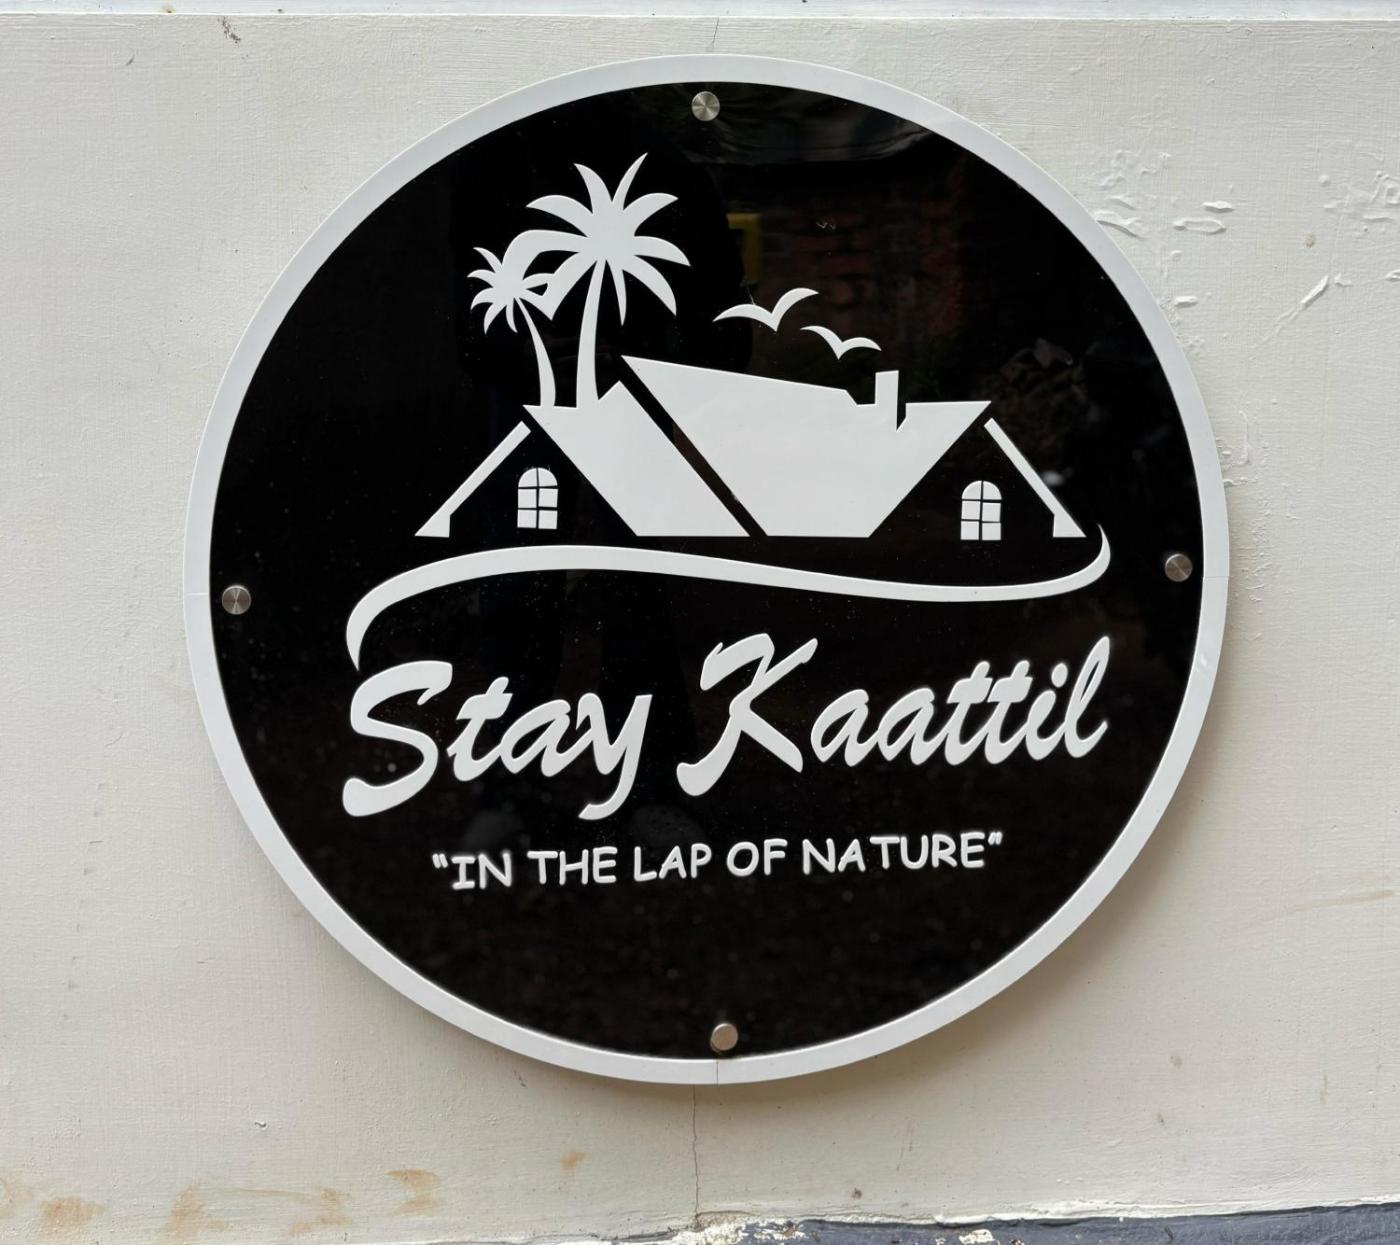 Stay Kaattil
"IN THE LAP OF NATURE"